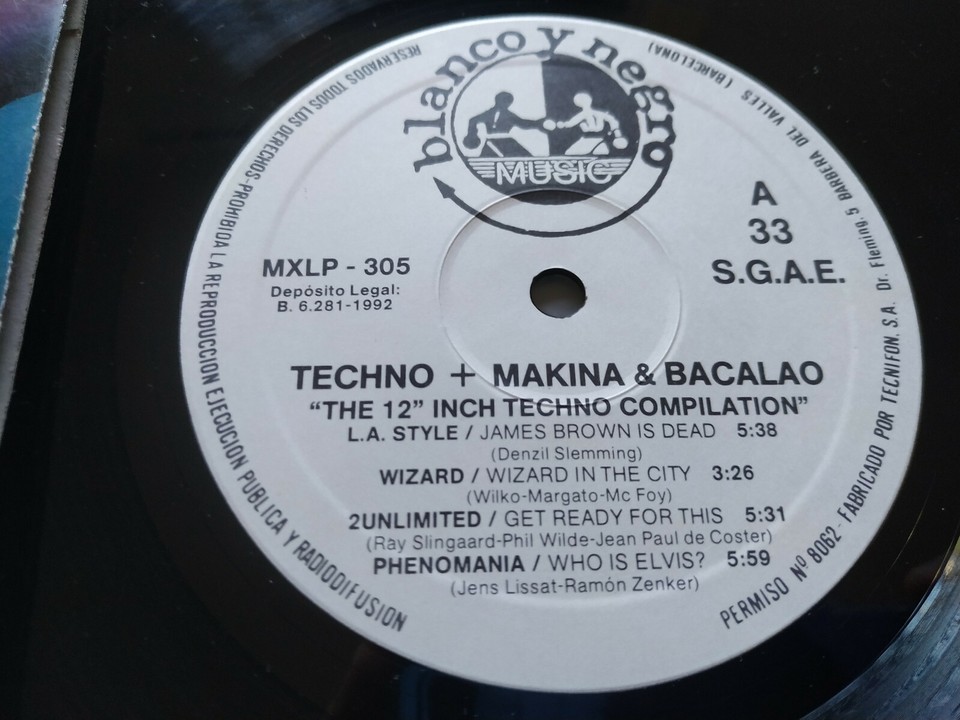 blanco y negro
MUSIC
A
33
S.G.A.E.
MXLP - 305
Depósito Legal:
B. 6.281-1992
TECHNO + MAKINA & BACALAO
“THE 12” INCH TECHNO COMPILATION”
L.A. STYLE / JAMES BROWN IS DEAD 5:38
(Denzil Slemming)
WIZARD / WIZARD IN THE CITY 3:26
(Wilko-Margato-Mc Foy)
2UNLIMITED / GET READY FOR THIS 5:31
(Ray Slingaard-Phil Wilde-Jean Paul de Coster)
PHENOMANIA / WHO IS ELVIS? 5:59
(Jens Lissat-Ramón Zenker)
RESERVADOS TODOS LOS DERECHOS-PROHIBIDA LA REPRODUCCION EJECUCION PUBLICA Y RADIODIFUSION
PERMISO Nº 8062-FABRICADO POR TECNIFON, S.A. Dr. Fleming, 5 BARBERA DEL VALLES (BARCELONA)